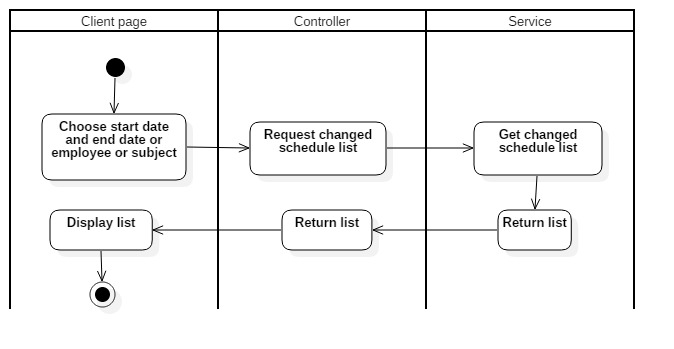 Client page
Controller
Service
Choose start date
and end date or
employee or subject
Request changed
schedule list
Get changed
schedule list
Display list
Return list
Return list